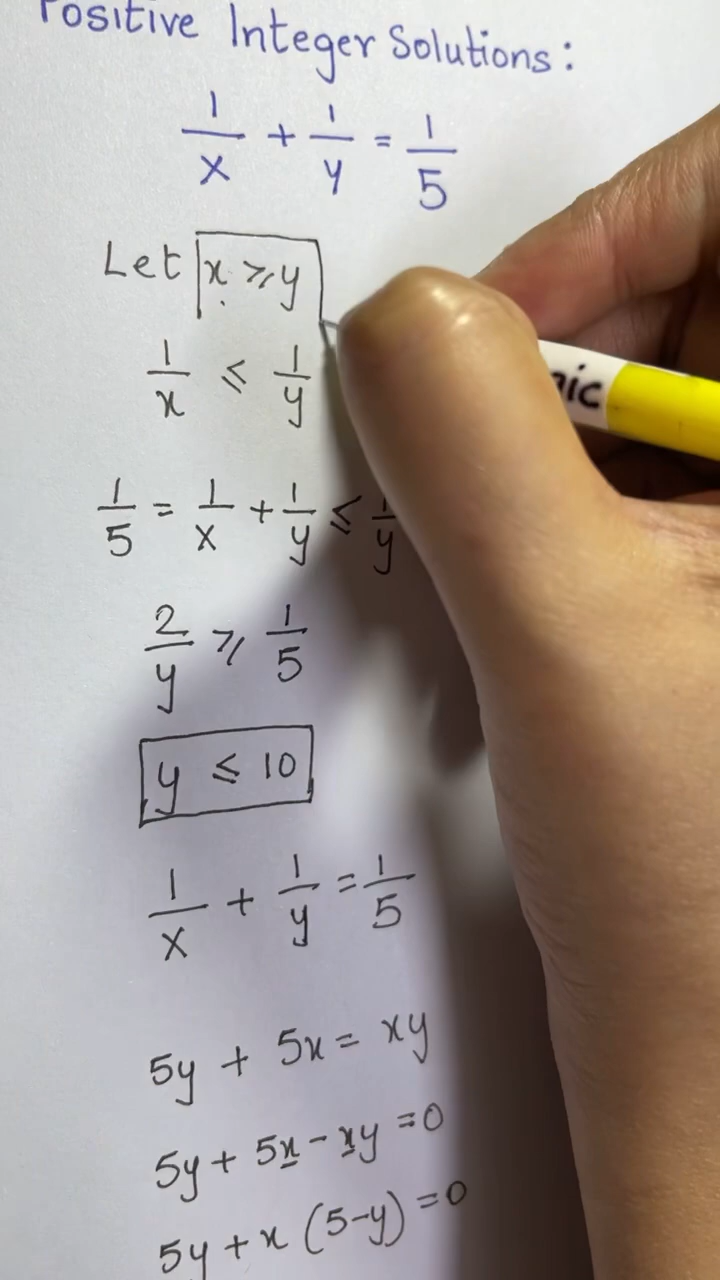 Positive Integer Solutions:
1/x + 1/y = 1/5
Let x ⩾ y
1/x ⩽ 1/y
1/5 = 1/x + 1/y ⩽ 1/y
2/y ⩾ 1/5
y ⩽ 10
1/x + 1/y = 1/5
5y + 5x = xy
5y + 5x - xy = 0
5y + x (5-y) = 0